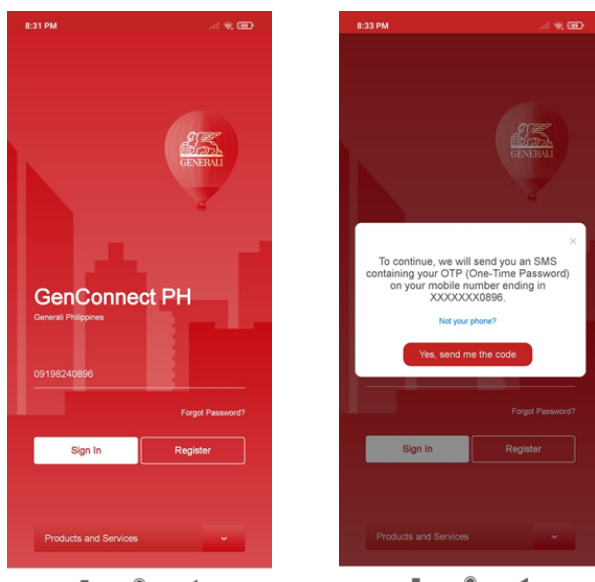 8:31 PM
GENERALI
GenConnect PH
Generali Philippines
09198240896
Forgot Password?
Sign In
Register
Products and Services
8:33 PM
GENERALI
To continue, we will send you an SMS
containing your OTP (One-Time Password)
on your mobile number ending in
XXXXXXX0896.
Not your phone?
Yes, send me the code
Forgot Password?
Sign In
Register
Products and Services